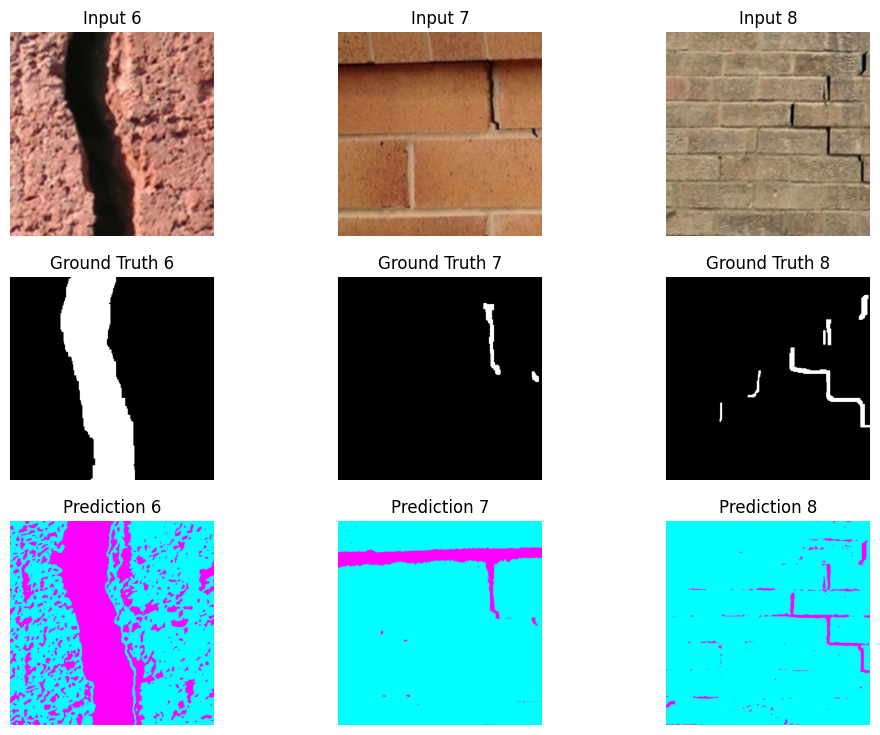 Input 6
Input 7
Input 8
Ground Truth 6
Ground Truth 7
Ground Truth 8
Prediction 6
Prediction 7
Prediction 8